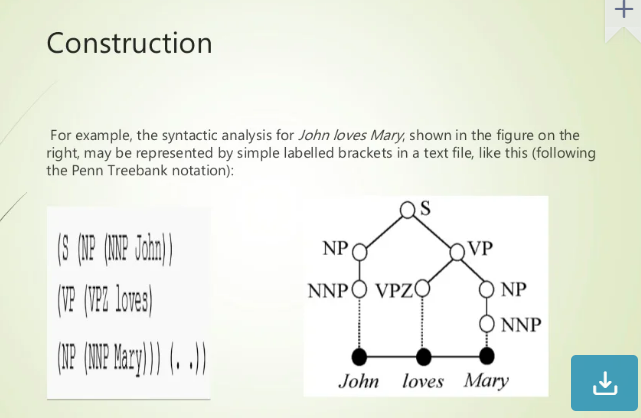 Construction
For example, the syntactic analysis for John loves Mary, shown in the figure on the
right, may be represented by simple labelled brackets in a text file, like this (following
the Penn Treebank notation):
(S (NP (NNP John))
(VP (VPZ loves)
(NP (NNP Mary))) (. .))
S
NP
VP
NNP
VPZ
NP
NNP
John loves Mary